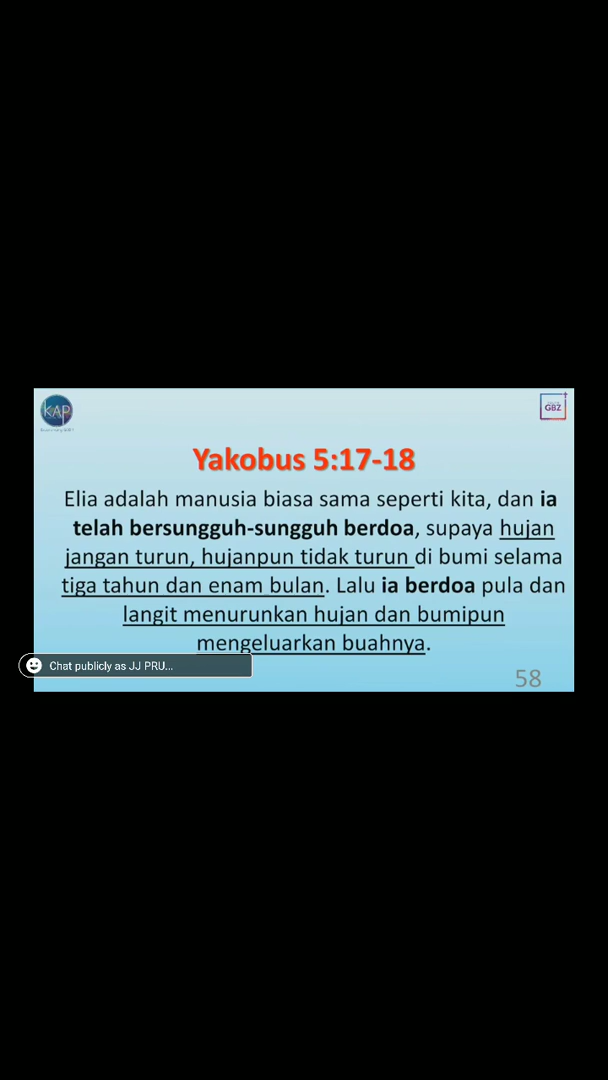 KAP
GBZ
Yakobus 5:17-18
Elia adalah manusia biasa sama seperti kita, dan ia
telah bersungguh-sungguh berdoa, supaya hujan
jangan turun, hujanpun tidak turun di bumi selama
tiga tahun dan enam bulan. Lalu ia berdoa pula dan
langit menurunkan hujan dan bumipun
mengeluarkan buahnya.
Chat publicly as JJ PRU...
58